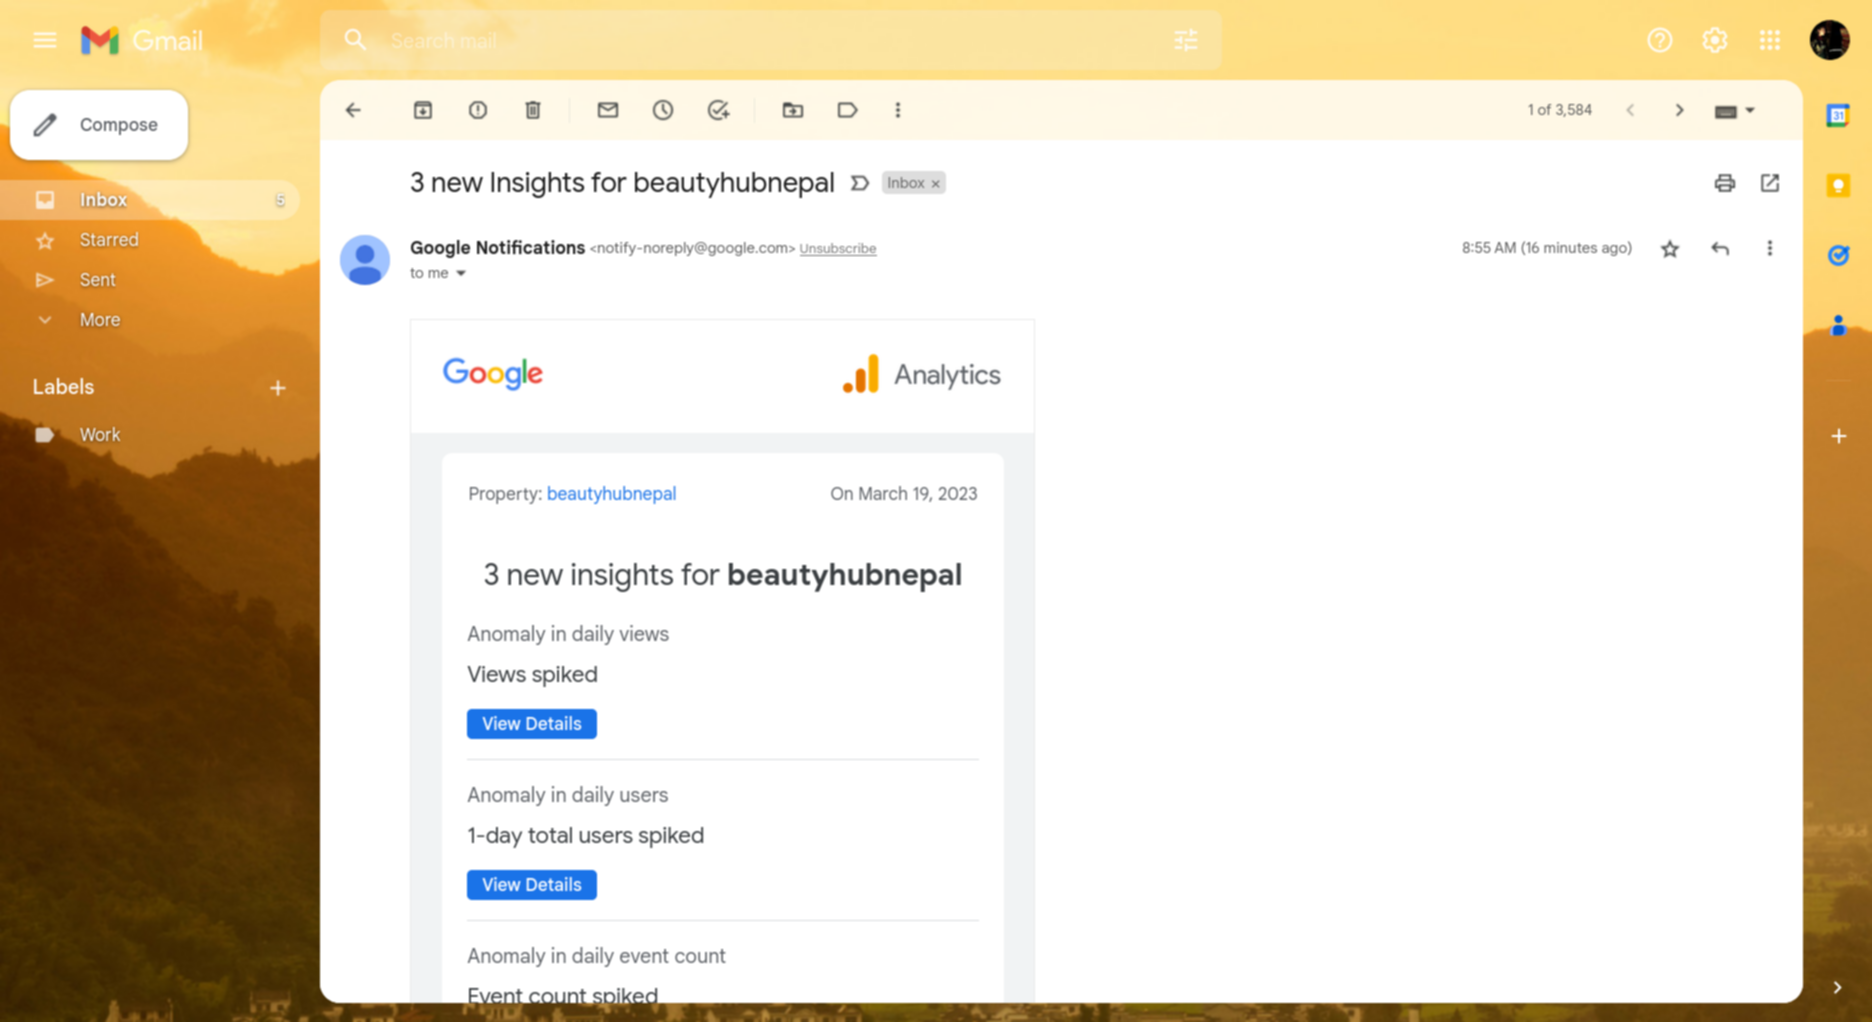 Gmail
Search mail
Compose
Inbox 5
Starred
Sent
More
Labels
Work
1 of 3,584
3 new Insights for beautyhubnepal Inbox ×
Google Notifications <notify-noreply@google.com> Unsubscribe
8:55 AM (16 minutes ago)
to me
Google Analytics
Property: beautyhubnepal On March 19, 2023
3 new insights for beautyhubnepal
Anomaly in daily views
Views spiked
View Details
Anomaly in daily users
1-day total users spiked
View Details
Anomaly in daily event count
Event count spiked
31